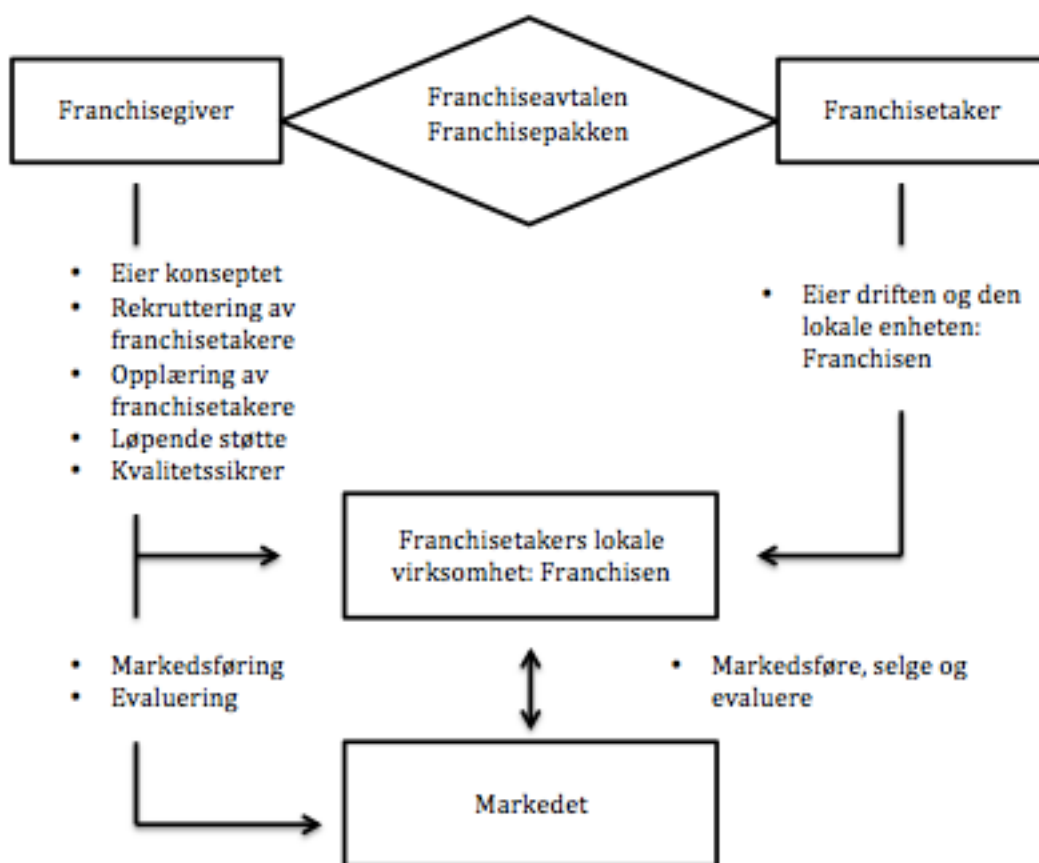 Franchisegiver
Franchiseavtalen
Franchisepakken
Franchisetaker
• Eier konseptet
• Rekruttering av
franchisetakere
• Opplæring av
franchisetakere
• Løpende støtte
• Kvalitetssikrer
• Eier driften og den
lokale enheten:
Franchisen
Franchisetakers lokale
virksomhet: Franchisen
• Markedsføring
• Evaluering
• Markedsføre, selge og
evaluere
Markedet